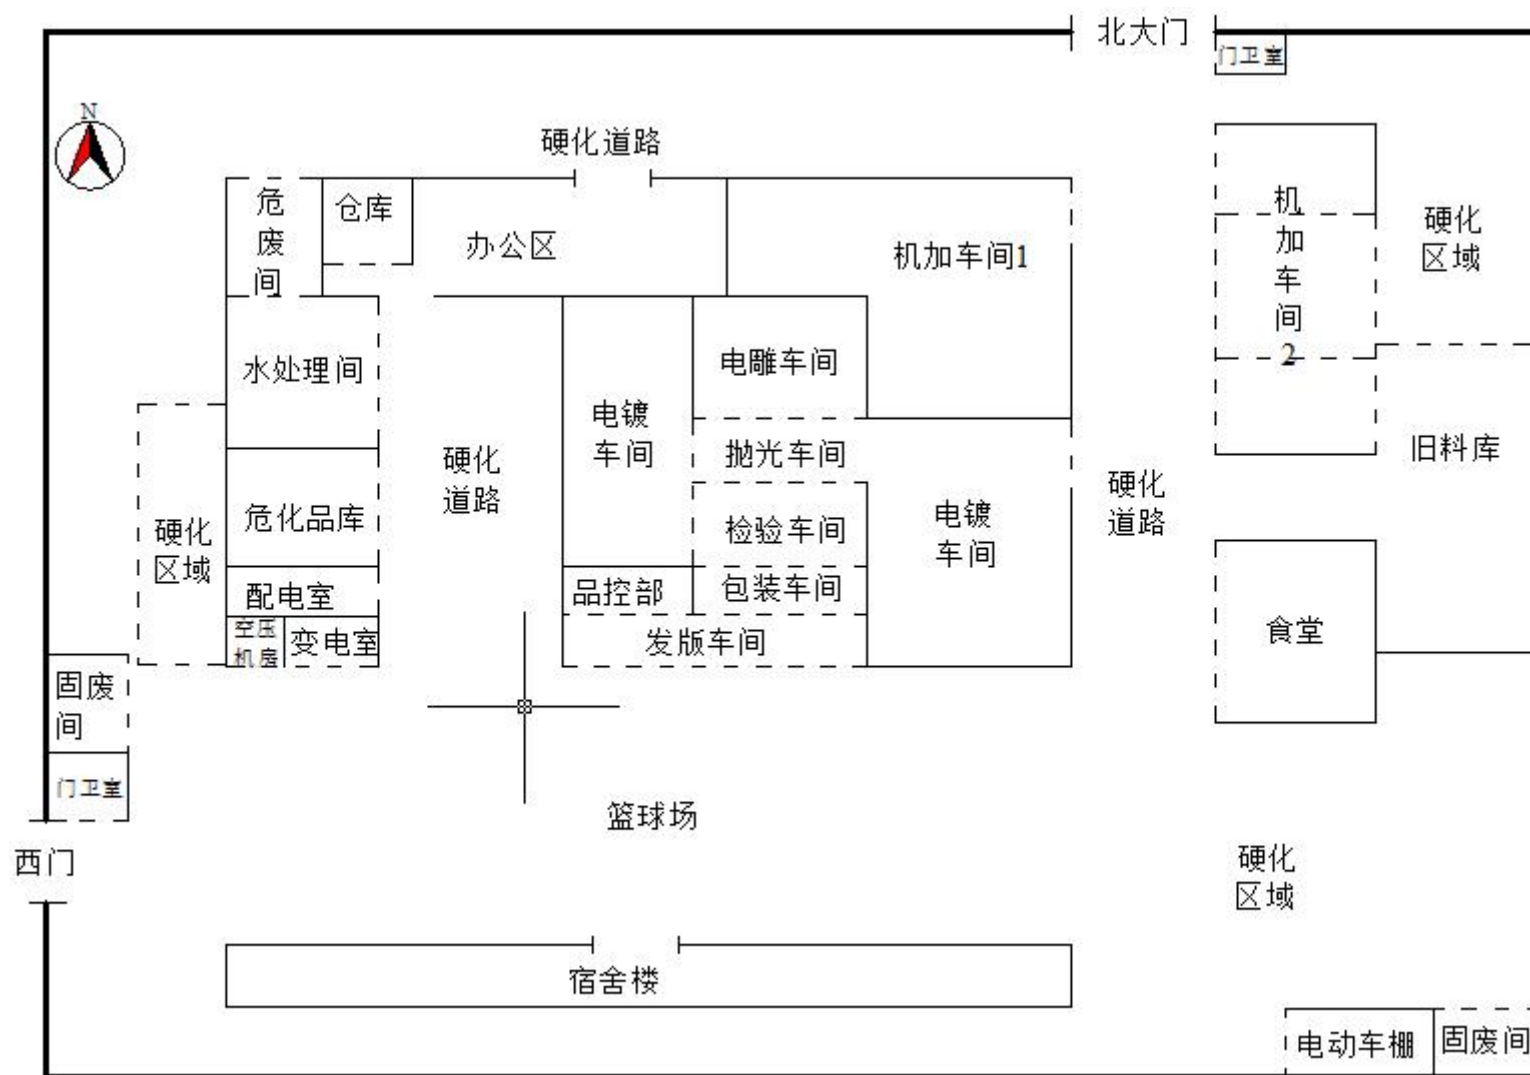 北大门
门卫室
N
硬化道路
危
废
间
仓库
办公区
机加车间1
机
加
车
间
2
硬化
区域
水处理间
电雕车间
电镀
车间
抛光车间
旧料库
硬化
道路
硬化
道路
危化品库
检验车间
电镀
车间
硬化
区域
配电室
品控部
包装车间
空压
机房
变电室
发版车间
食堂
固废
间
门卫室
篮球场
西门
硬化
区域
宿舍楼
电动车棚
固废间